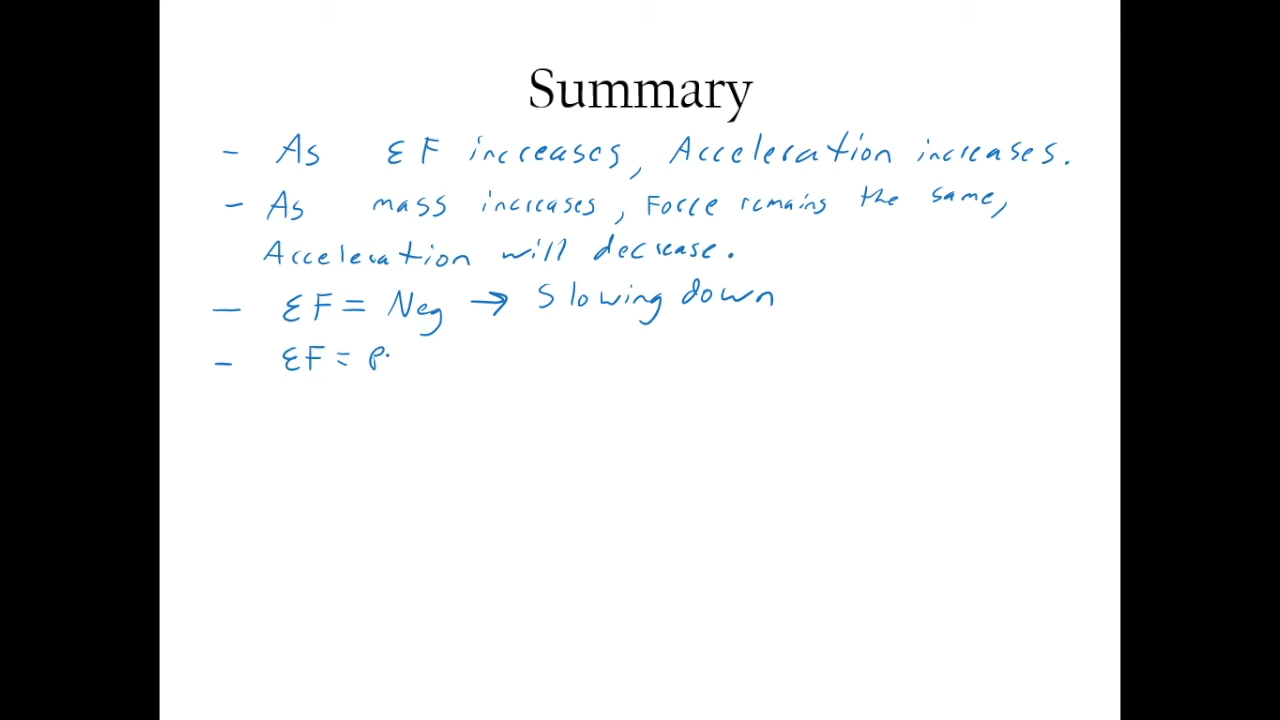 Summary
- As ΣF increases, Acceleration increases.
- As mass increases, Force remains the same,
Acceleration will decrease.
- ΣF = Neg → Slowing down
- ΣF = P